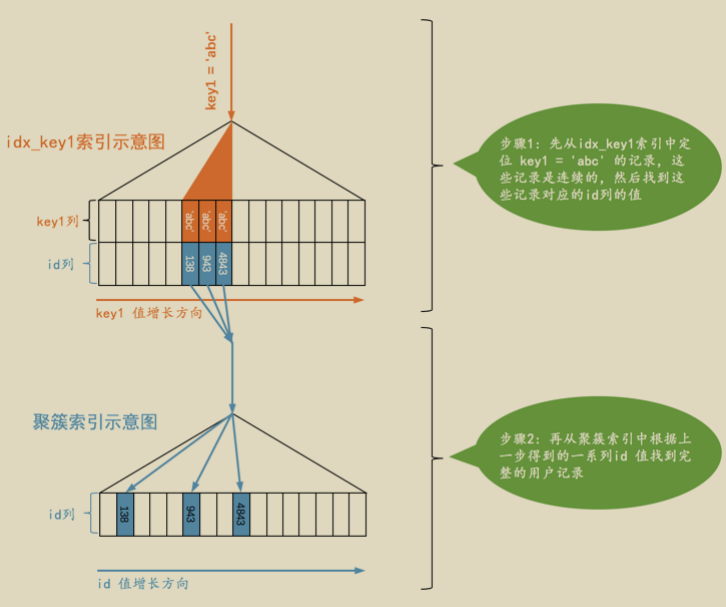 key1 = 'abc'
idx_key1索引示意图
步骤1: 先从idx_key1索引中定
位 key1 = 'abc' 的记录, 这
些记录是连续的, 然后找到这
些记录对应的id列的值
key1列
'abc' 'abc' 'abc'
id列
138 943 4843
key1 值增长方向
聚簇索引示意图
步骤2: 再从聚簇索引中根据上
一步得到的一系列id 值找到完
整的用户记录
id列
138 943 4843
id 值增长方向